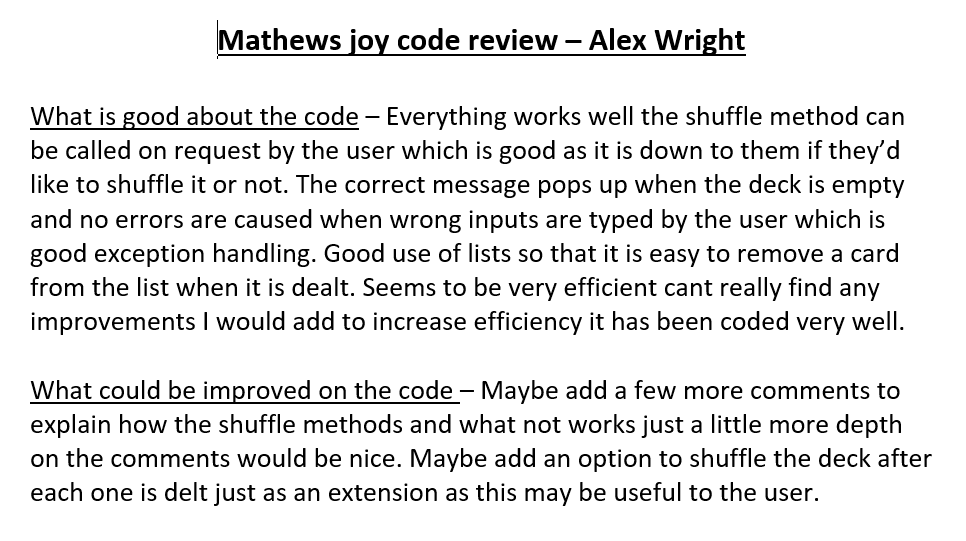 Mathews joy code review – Alex Wright
What is good about the code – Everything works well the shuffle method can
be called on request by the user which is good as it is down to them if they’d
like to shuffle it or not. The correct message pops up when the deck is empty
and no errors are caused when wrong inputs are typed by the user which is
good exception handling. Good use of lists so that it is easy to remove a card
from the list when it is dealt. Seems to be very efficient cant really find any
improvements I would add to increase efficiency it has been coded very well.
What could be improved on the code – Maybe add a few more comments to
explain how the shuffle methods and what not works just a little more depth
on the comments would be nice. Maybe add an option to shuffle the deck after
each one is delt just as an extension as this may be useful to the user.